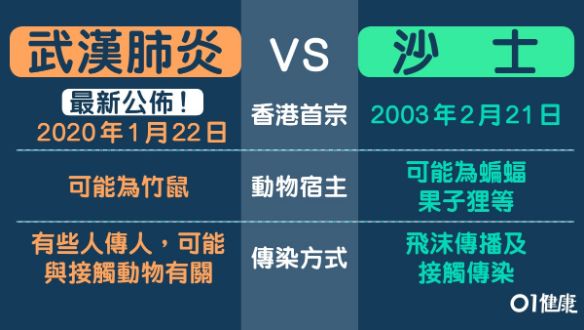 武漢肺炎 VS 沙士
最新公佈！
2020年1月22日 香港首宗 2003年2月21日
可能為竹鼠 動物宿主 可能為蝙蝠
果子狸等
有些人傳人，可能
與接觸動物有關 傳染方式 飛沫傳播及
接觸傳染
01健康